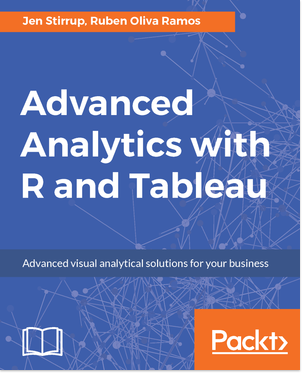 Jen Stirrup, Ruben Oliva Ramos
Advanced
Analytics with
R and Tableau
Advanced visual analytical solutions for your business
Packt>